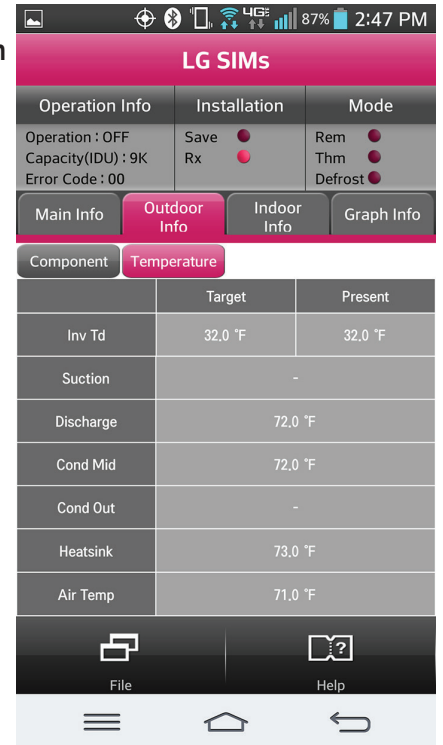 4G 87% 2:47 PM
n
LG SIMs
Operation Info Installation Mode
Operation : OFF Save Rem
Capacity(IDU) : 9K Rx Thm
Error Code : 00 Defrost
Main Info Outdoor Info Indoor Info Graph Info
Component Temperature
Target Present
Inv Td 32.0 °F 32.0 °F
Suction -
Discharge 72.0 °F
Cond Mid 72.0 °F
Cond Out -
Heatsink 73.0 °F
Air Temp 71.0 °F
?
File Help